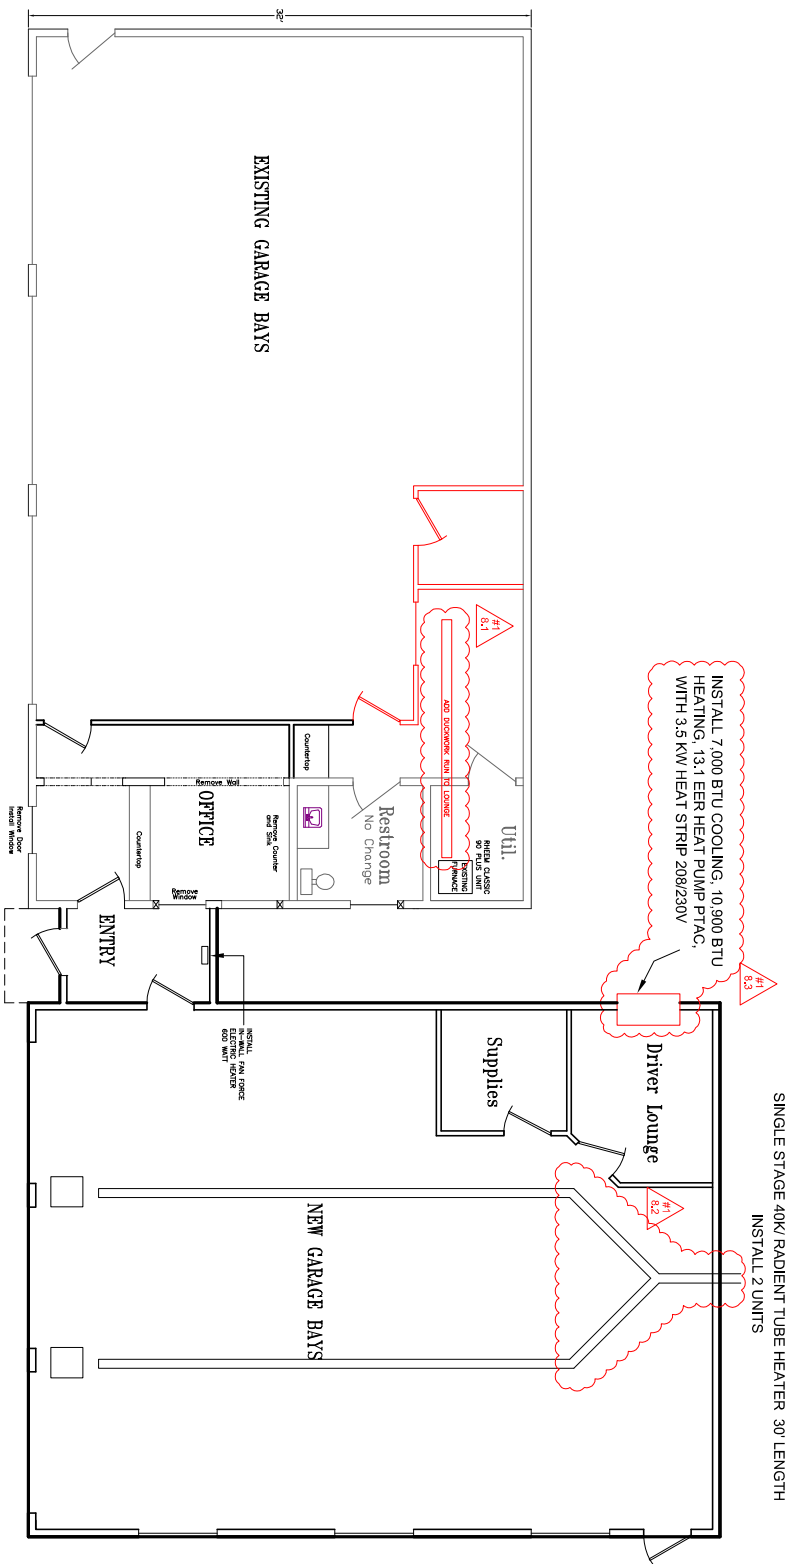 32'
EXISTING GARAGE BAYS
#1
8.1
ADD DUCKWORK RUN TO LOUNGE
INSTALL 7,000 BTU COOLING, 10,900 BTU
HEATING, 13.1 EER HEAT PUMP PTAC,
WITH 3.5 KW HEAT STRIP 208/230V
#1
8.3
Util.
RHEEM CLASSIC
90 PLUS UNIT
EXISTING
FURNACE
Restroom
No Change
Countertop
Remove Wall
OFFICE
Remove Counter
and Sink
Countertop
Remove
Window
Remove Door
Install Window
ENTRY
INSTALL
IN-WALL FAN FORCE
ELECTRIC HEATER
600 WATT
Driver Lounge
Supplies
#1
8.2
SINGLE STAGE 40K/ RADIENT TUBE HEATER 30' LENGTH
INSTALL 2 UNITS
NEW GARAGE BAYS